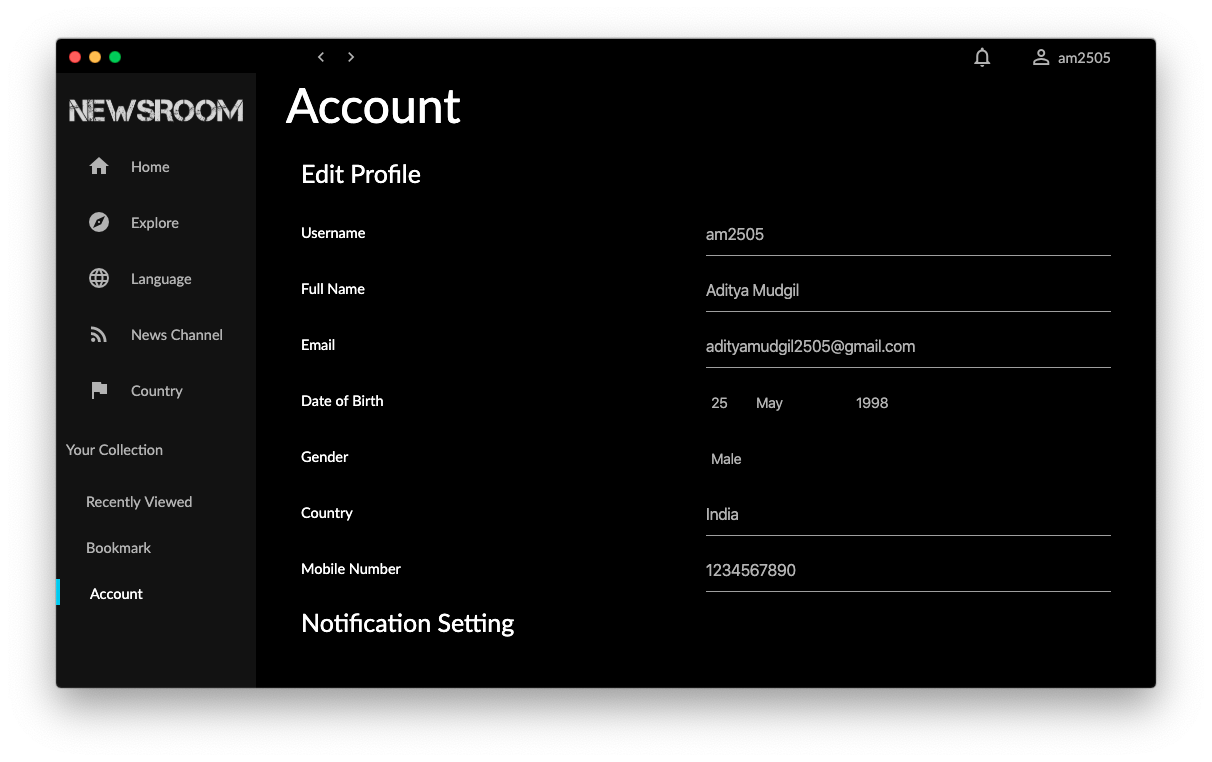 am2505
NEWSROOM
Home
Explore
Language
News Channel
Country
Your Collection
Recently Viewed
Bookmark
Account
Account
Edit Profile
Username am2505
Full Name Aditya Mudgil
Email adityamudgil2505@gmail.com
Date of Birth 25 May 1998
Gender Male
Country India
Mobile Number 1234567890
Notification Setting